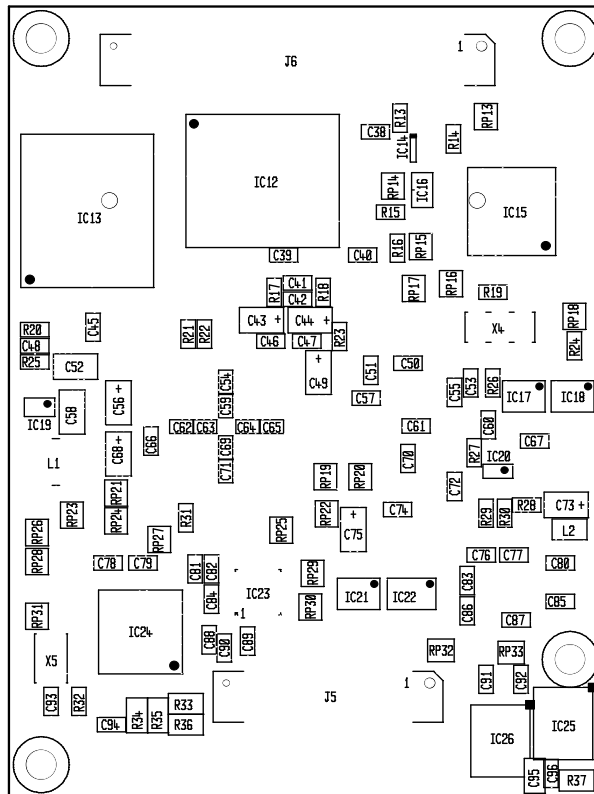 1
J6
R13
C38
RP13
R14
IC14
IC12
RP14
IC16
IC13
IC15
R15
R16
RP15
C39
C40
RP17
RP16
R17
C41
R18
C42
R19
C43 +
C44 +
RP18
C45
R20
R21
R22
R23
X4
C48
C46
C47
R24
R25
C52
+
C49
C51
C50
C54
C55
C53
R26
C56 +
C59
C57
IC17
IC18
IC19
C58
C62
C63
C64
C65
C61
C60
C66
C68 +
C69
C67
L1
C71
C70
R27
IC20
RP21
RP19
RP20
C72
RP23
RP24
R31
RP22
+
C75
C74
R29
R30
R28
C73 +
RP26
RP27
RP25
L2
RP28
C78
C79
C81
C82
RP29
C76
C77
C80
C83
IC23
1
C84
IC21
IC22
RP31
IC24
RP30
C86
C85
C87
C88
C90
C89
X5
RP32
RP33
1
J5
C91
C92
C93
R32
R34
R35
R33
C94
R36
IC26
IC25
C95
C96
R37